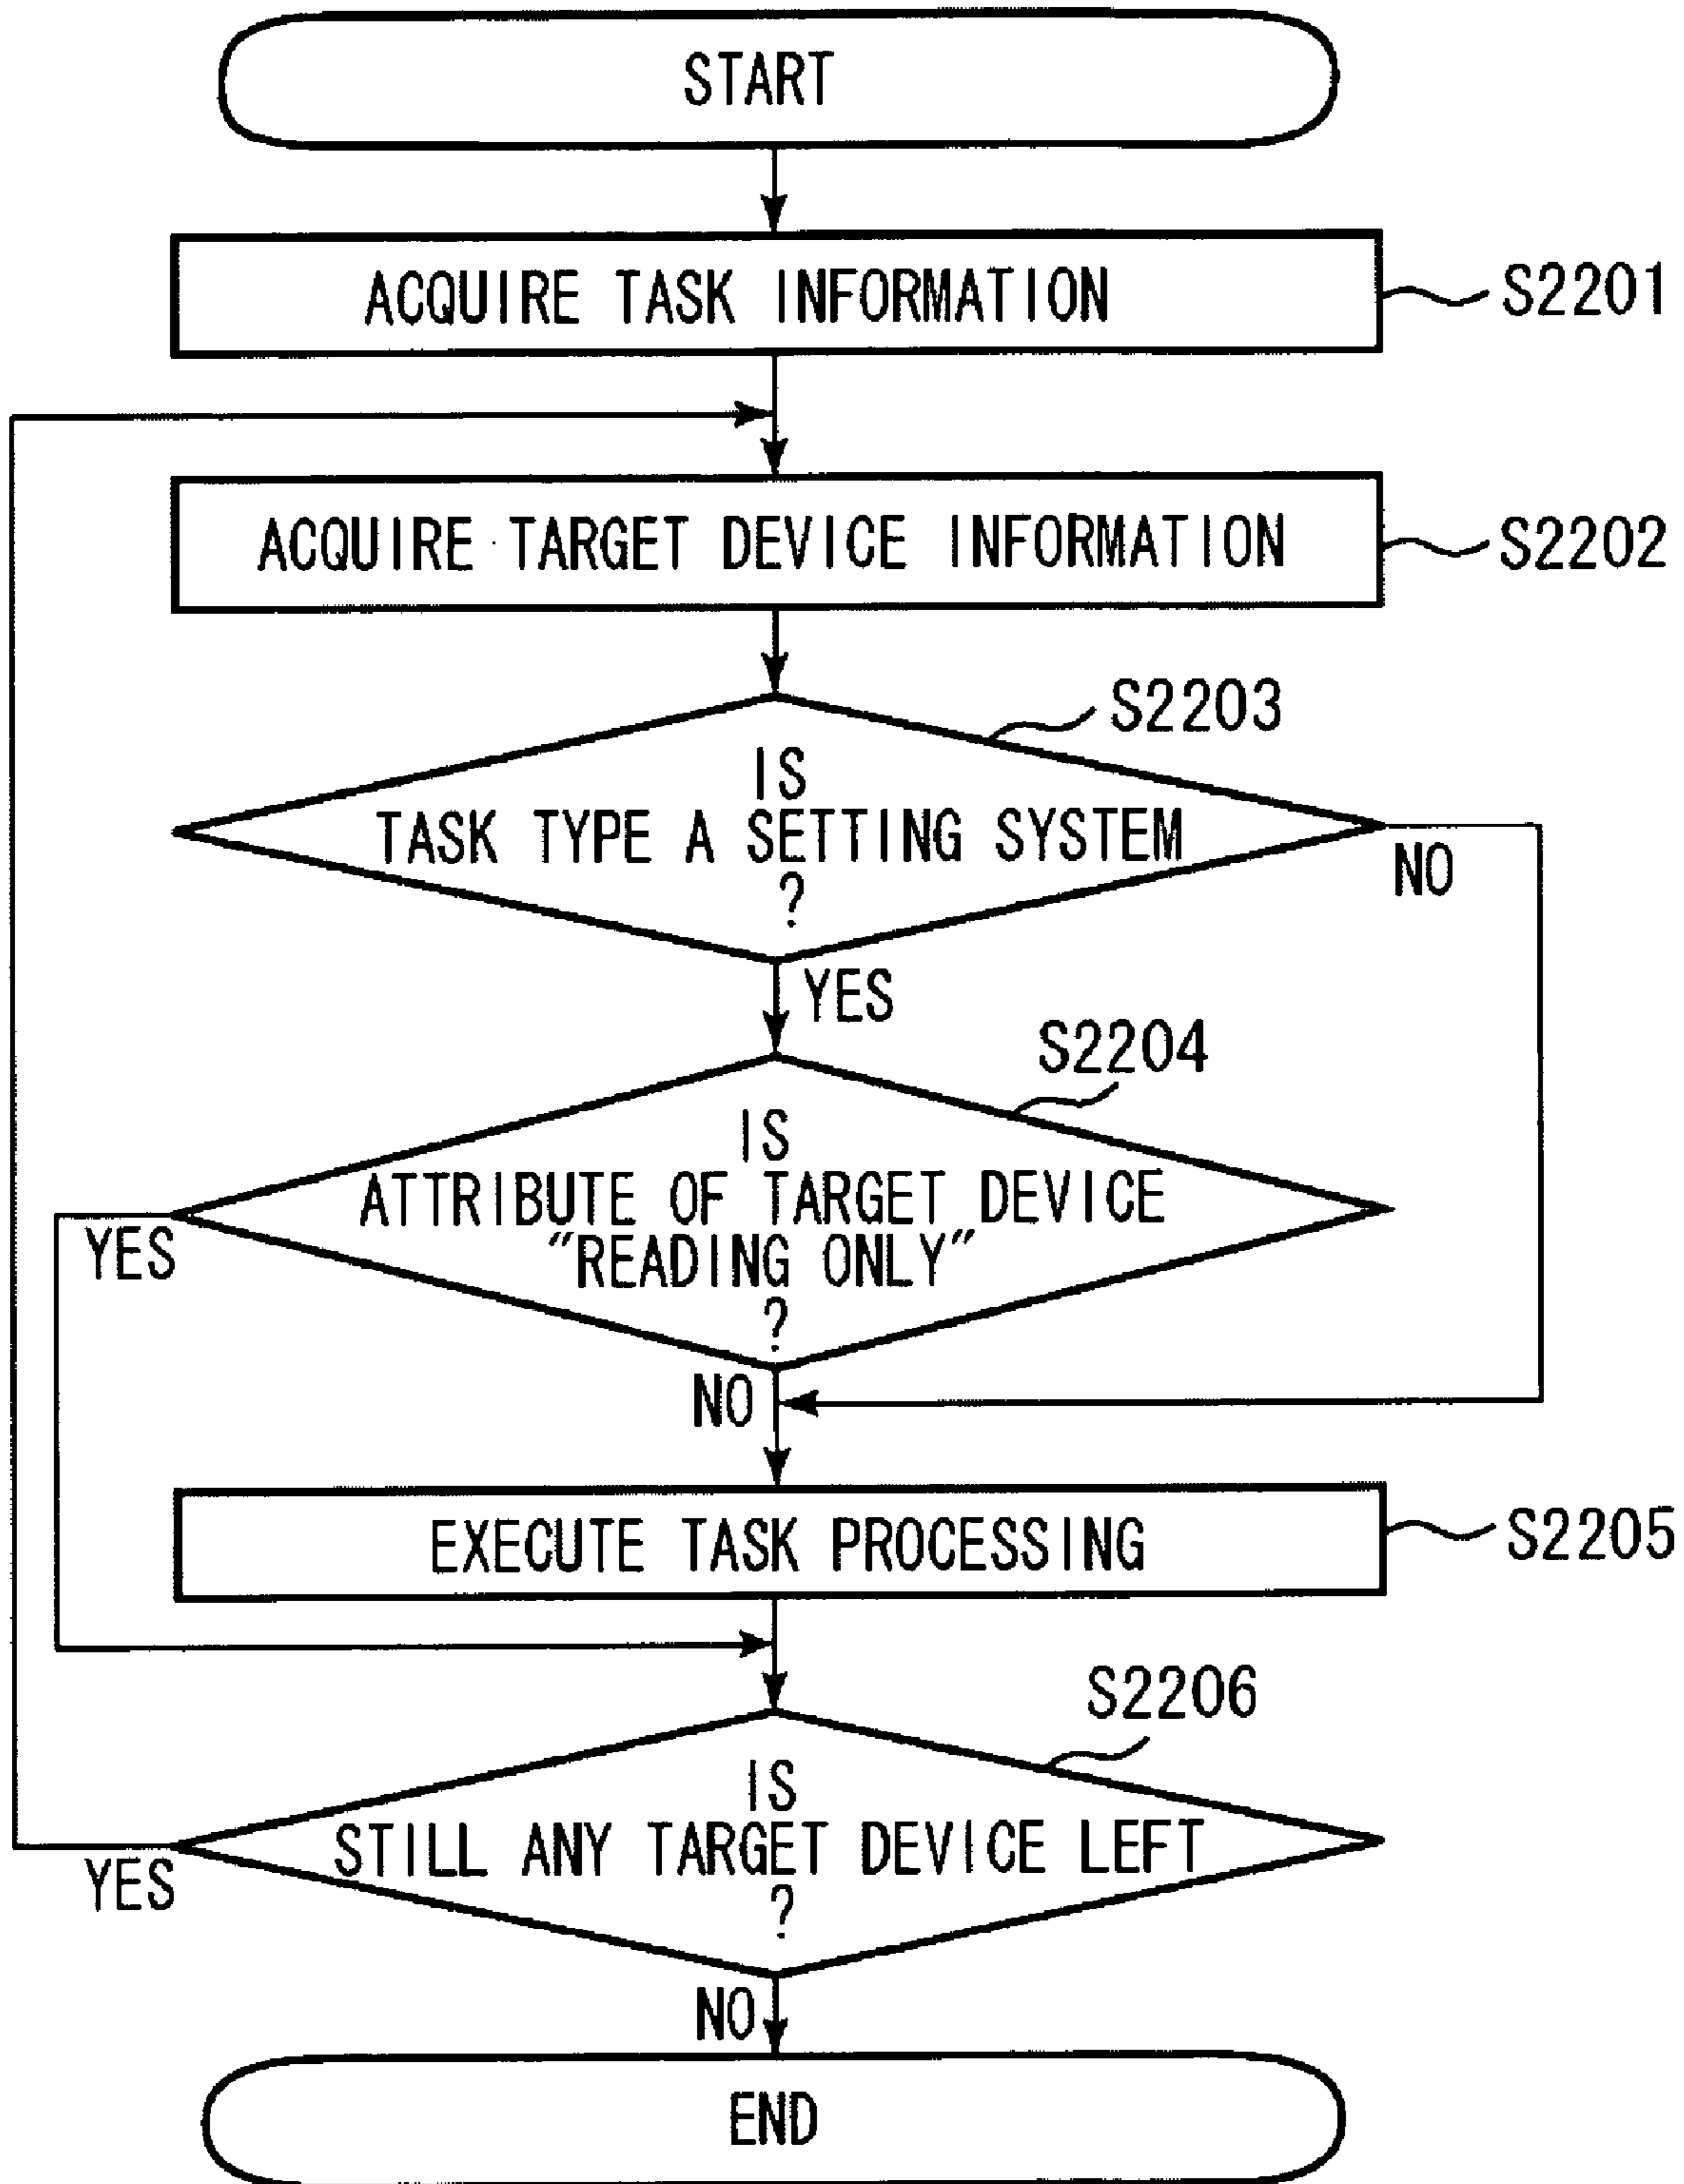 START
ACQUIRE TASK INFORMATION
S2201
ACQUIRE TARGET DEVICE INFORMATION
S2202
S2203
IS
TASK TYPE A SETTING SYSTEM
?
NO
YES
S2204
IS
ATTRIBUTE OF TARGET DEVICE
"READING ONLY"
?
YES
NO
EXECUTE TASK PROCESSING
S2205
S2206
IS
STILL ANY TARGET DEVICE LEFT
?
YES
NO
END